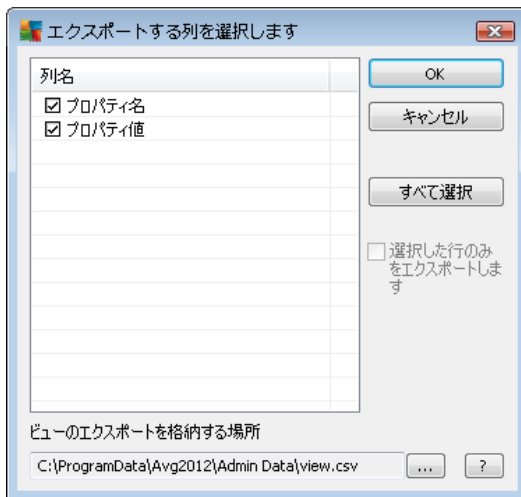 エクスポートする列を選択します
列名
プロパティ名
プロパティ値
OK
キャンセル
すべて選択
選択した行のみ
をエクスポートしま
す
ビューのエクスポートを格納する場所
C:\ProgramData\Avg2012\Admin Data\view.csv
...
?